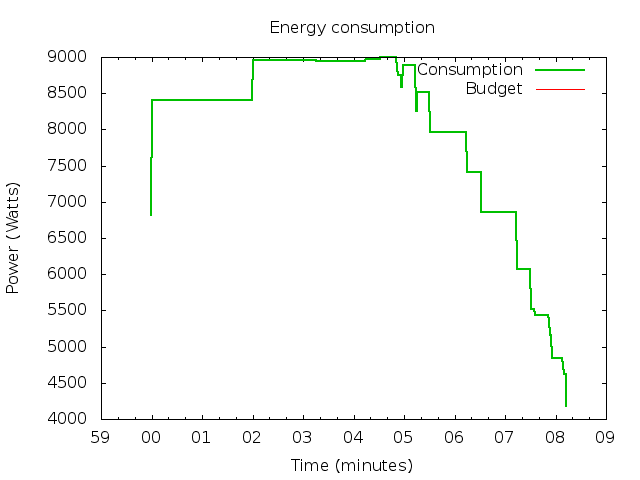 Energy consumption
Consumption
Budget
9000
8500
8000
7500
7000
6500
6000
5500
5000
4500
4000
Power (Watts)
59 00 01 02 03 04 05 06 07 08 09
Time (minutes)